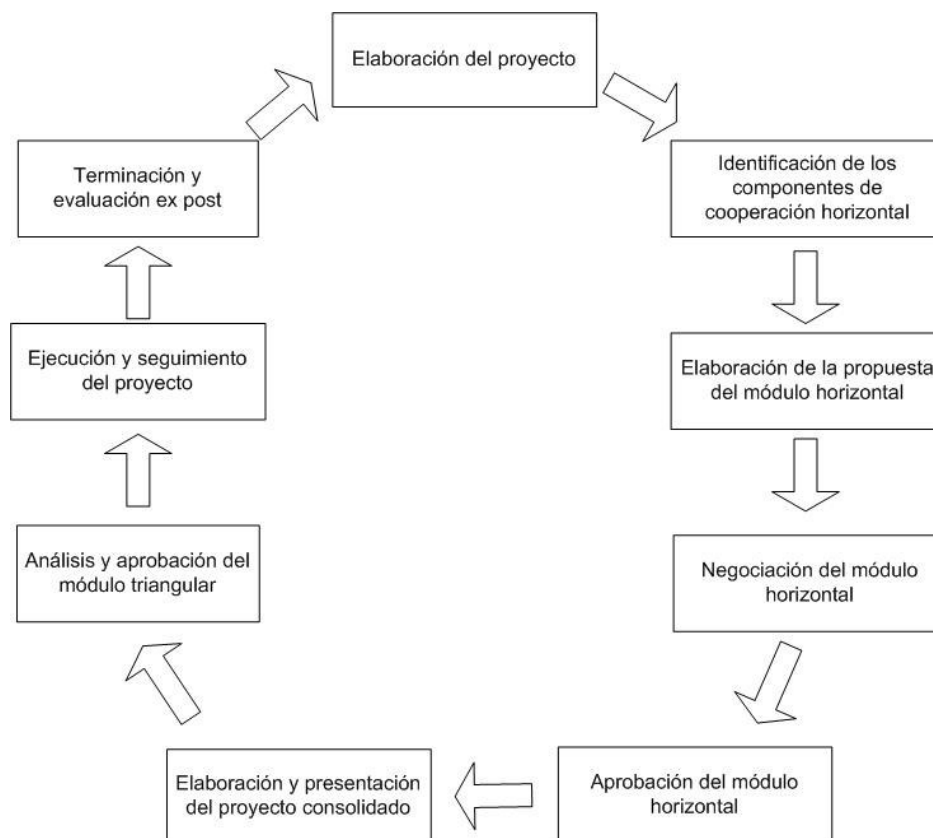 Elaboración del proyecto
Identificación de los
componentes de
cooperación horizontal
Elaboración de la propuesta
del módulo horizontal
Negociación del módulo
horizontal
Aprobación del módulo
horizontal
Elaboración y presentación
del proyecto consolidado
Análisis y aprobación del
módulo triangular
Ejecución y seguimiento
del proyecto
Terminación y
evaluación ex post